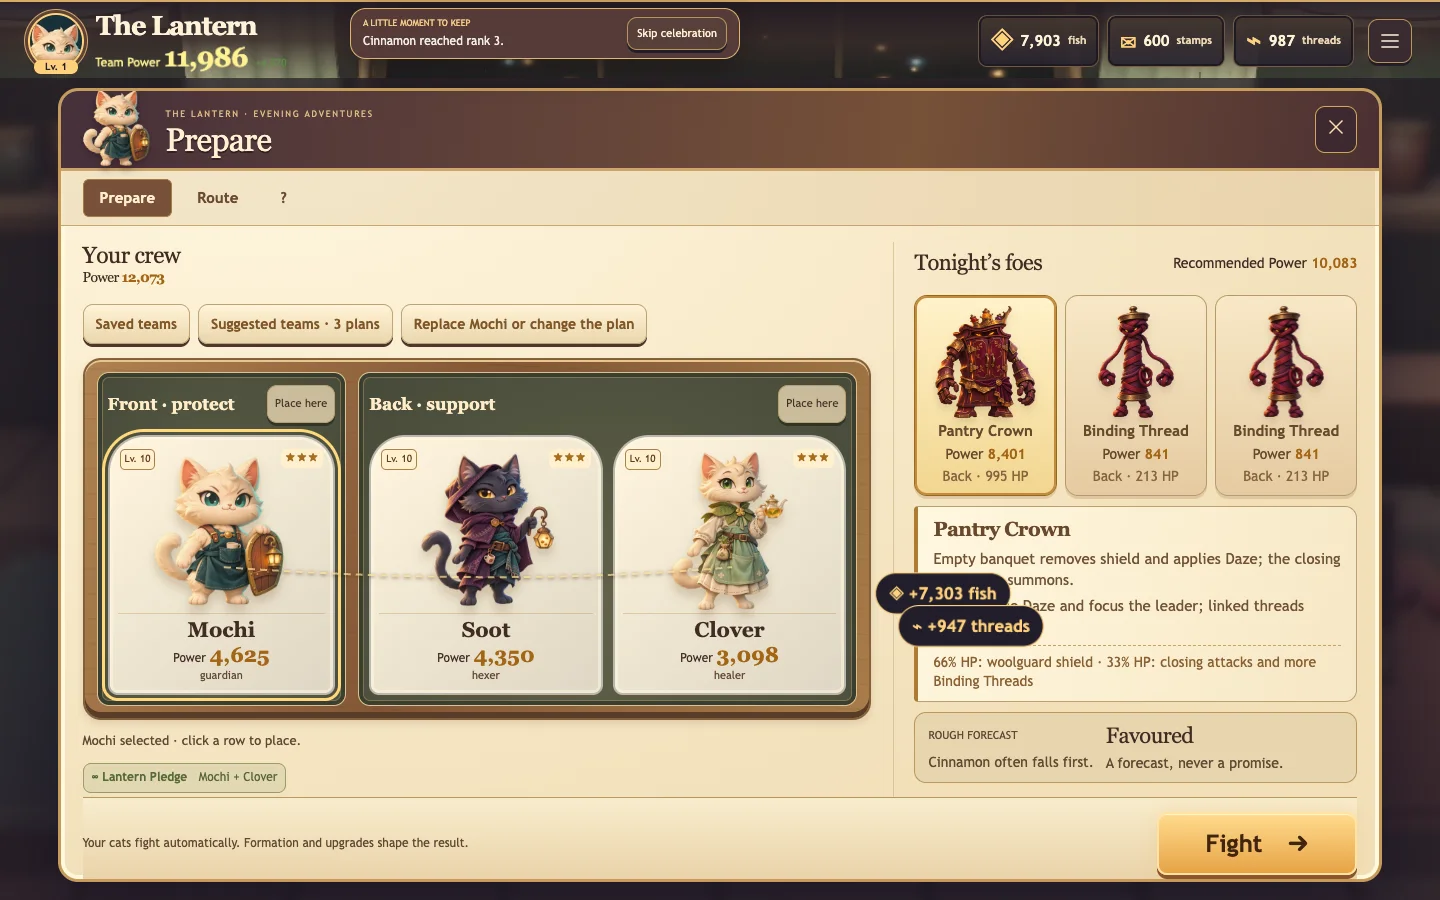 The Lantern
Team Power 11,986
Lv. 1
A LITTLE MOMENT TO KEEP
Cinnamon reached rank 3.
Skip celebration
7,903 fish
600 stamps
987 threads
THE LANTERN · EVENING ADVENTURES
Prepare
Prepare
Route
?
Your crew
Power 12,073
Saved teams
Suggested teams · 3 plans
Replace Mochi or change the plan
Front · protect
Place here
Back · support
Place here
Lv. 10
Mochi
Power 4,625
guardian
Lv. 10
Soot
Power 4,350
hexer
Lv. 10
Clover
Power 3,098
healer
Mochi selected · click a row to place.
∞ Lantern Pledge Mochi + Clover
Tonight’s foes
Recommended Power 10,083
Pantry Crown
Power 8,401
Back · 995 HP
Binding Thread
Power 841
Back · 213 HP
Binding Thread
Power 841
Back · 213 HP
Pantry Crown
Empty banquet removes shield and applies Daze; the closing
summons.
Daze and focus the leader; linked threads
+7,303 fish
+947 threads
66% HP: woolguard shield · 33% HP: closing attacks and more
Binding Threads
ROUGH FORECAST
Cinnamon often falls first.
Favoured
A forecast, never a promise.
Your cats fight automatically. Formation and upgrades shape the result.
Fight →